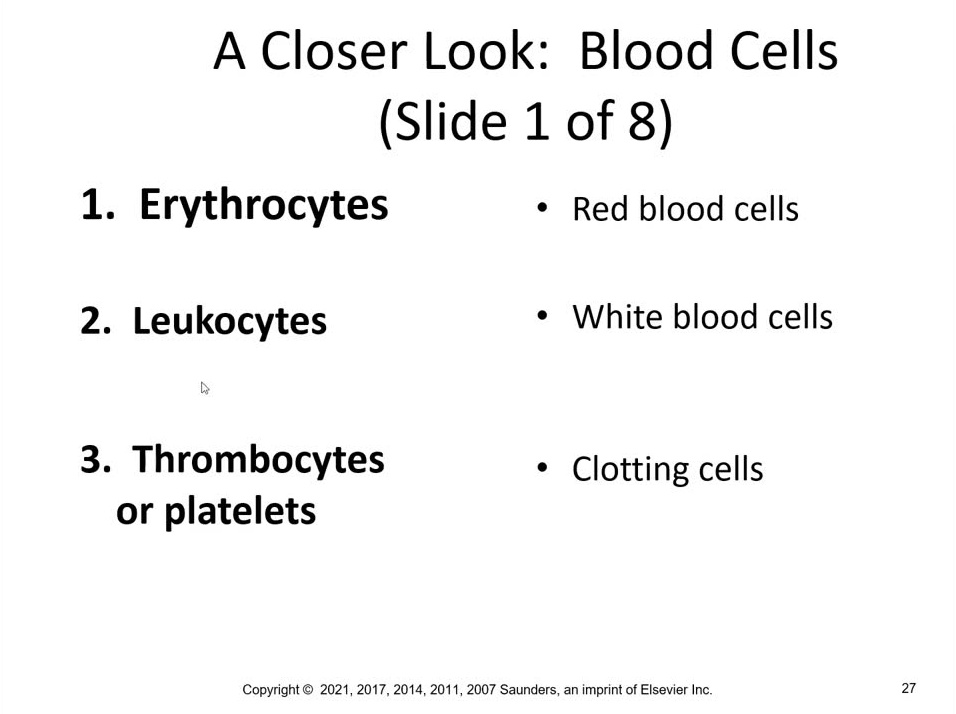 A Closer Look:  Blood Cells
(Slide 1 of 8)
1.  Erythrocytes
• Red blood cells
2.  Leukocytes
• White blood cells
3.  Thrombocytes
or platelets
• Clotting cells
Copyright ©  2021, 2017, 2014, 2011, 2007 Saunders, an imprint of Elsevier Inc.
27